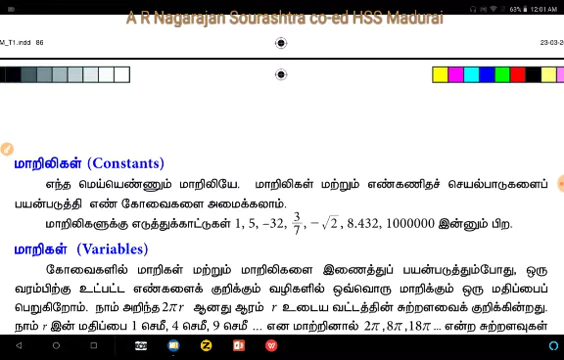 A R Nagarajan Sourashtra co-ed HSS Madurai
63% 12:01 AM
M_T1.indd 86
23-03-2
மாறிலிகள் (Constants)
எந்த மெய்யெண்ணும் மாறிலியே. மாறிலிகள் மற்றும் எண்கணிதச் செயல்பாடுகளைப்
பயன்படுத்தி எண் கோவைகளை அமைக்கலாம்.
மாறிலிகளுக்கு எடுத்துக்காட்டுகள் 1, 5, –32, 3/7, –√2, 8.432, 1000000 இன்னும் பிற.
மாறிகள் (Variables)
கோவைகளில் மாறிகள் மற்றும் மாறிலிகளை இணைத்துப் பயன்படுத்தும்போது, ஒரு
வரம்பிற்கு உட்பட்ட எண்களைக் குறிக்கும் வழிகளில் ஒவ்வொரு மாறிக்கும் ஒரு மதிப்பைப்
பெறுகிறோம். நாம் அறிந்த 2πr ஆனது ஆரம் r உடைய வட்டத்தின் சுற்றளவைக் குறிக்கின்றது.
நாம் r இன் மதிப்பை 1 செமீ, 4 செமீ, 9 செமீ ... என மாற்றினால் 2π, 8π, 18π... என்ற சுற்றளவுகள்